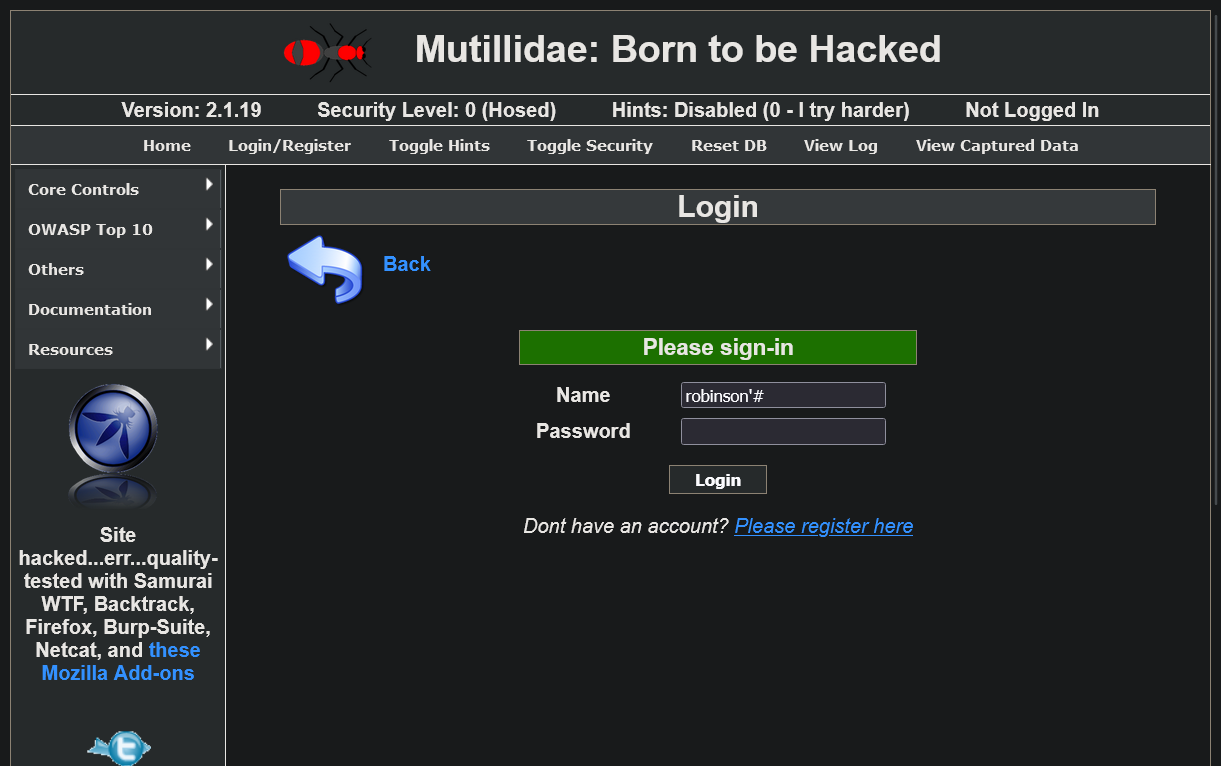 Mutillidae: Born to be Hacked
Version: 2.1.19 Security Level: 0 (Hosed) Hints: Disabled (0 - I try harder) Not Logged In
Home Login/Register Toggle Hints Toggle Security Reset DB View Log View Captured Data
Core Controls
OWASP Top 10
Others
Documentation
Resources
Site
hacked...err...quality-
tested with Samurai
WTF, Backtrack,
Firefox, Burp-Suite,
Netcat, and these
Mozilla Add-ons
Login
Back
Please sign-in
Name robinson'#
Password
Login
Dont have an account? Please register here